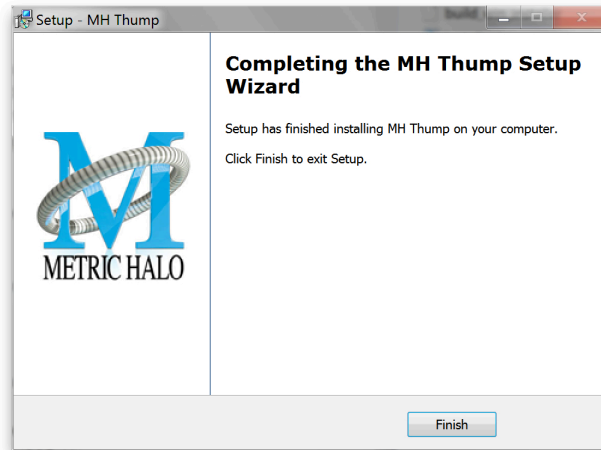 build
Setup - MH Thump
Completing the MH Thump Setup
Wizard
Setup has finished installing MH Thump on your computer.
Click Finish to exit Setup.
METRIC HALO
Finish